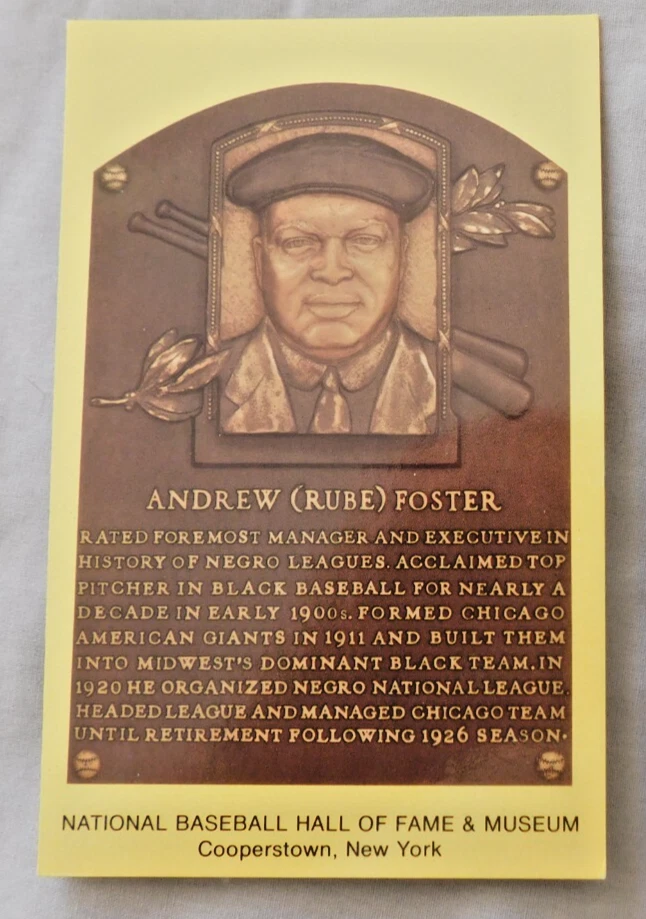 ANDREW (RUBE) FOSTER
RATED FOREMOST MANAGER AND EXECUTIVE IN
HISTORY OF NEGRO LEAGUES. ACCLAIMED TOP
PITCHER IN BLACK BASEBALL FOR NEARLY A
DECADE IN EARLY 1900s. FORMED CHICAGO
AMERICAN GIANTS IN 1911 AND BUILT THEM
INTO MIDWEST'S DOMINANT BLACK TEAM. IN
1920 HE ORGANIZED NEGRO NATIONAL LEAGUE.
HEADED LEAGUE AND MANAGED CHICAGO TEAM
UNTIL RETIREMENT FOLLOWING 1926 SEASON.
NATIONAL BASEBALL HALL OF FAME & MUSEUM
Cooperstown, New York